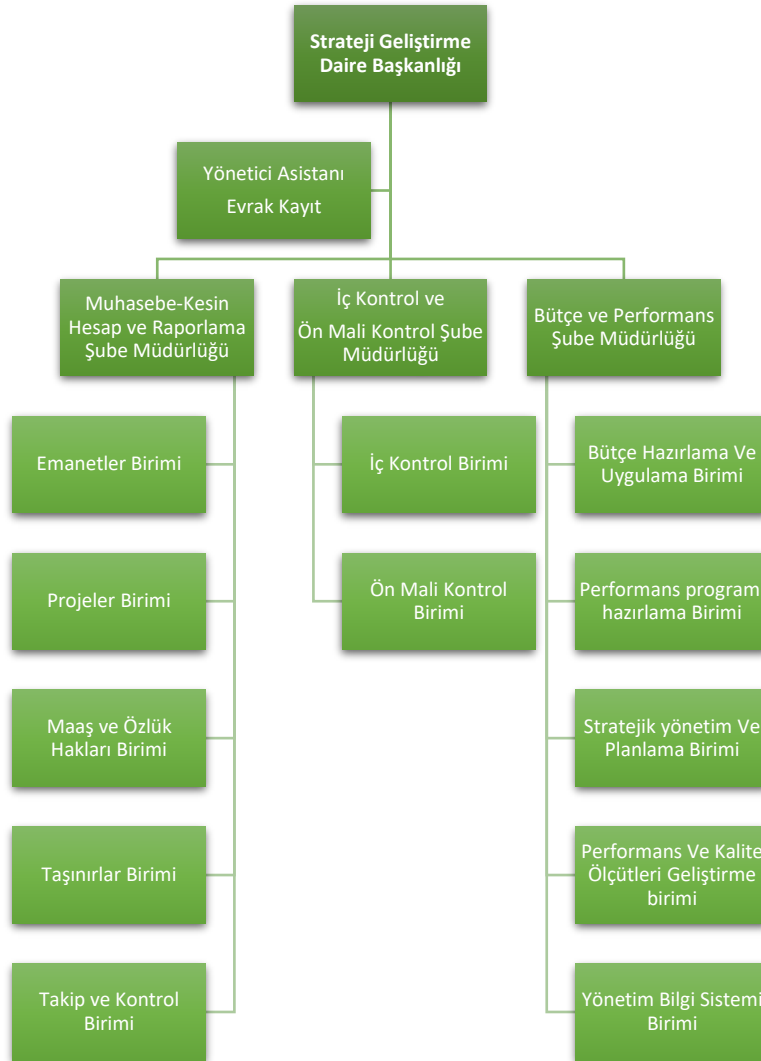 Strateji Geliştirme
Daire Başkanlığı
Yönetici Asistanı
Evrak Kayıt
Muhasebe-Kesin
Hesap ve Raporlama
Şube Müdürlüğü
İç Kontrol ve
Ön Mali Kontrol Şube
Müdürlüğü
Bütçe ve Performans
Şube Müdürlüğü
Emanetler Birimi
Projeler Birimi
Maaş ve Özlük
Hakları Birimi
Taşınırlar Birimi
Takip ve Kontrol
Birimi
İç Kontrol Birimi
Ön Mali Kontrol
Birimi
Bütçe Hazırlama Ve
Uygulama Birimi
Performans program
hazırlama Birimi
Stratejik yönetim Ve
Planlama Birimi
Performans Ve Kalite
Ölçütleri Geliştirme
birimi
Yönetim Bilgi Sistemi
Birimi